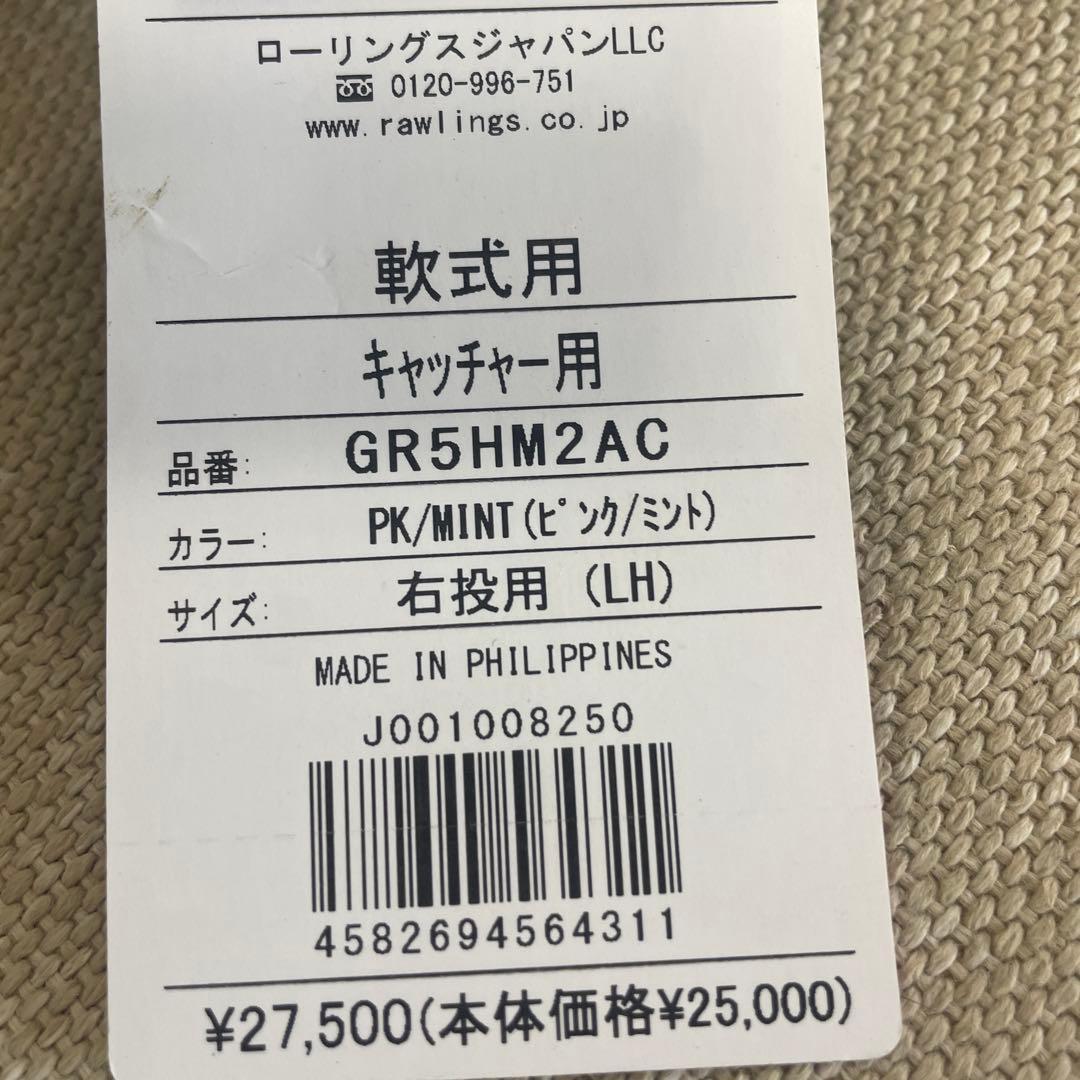 ローリングスジャパンLLC
0120-996-751
www.rawlings.co.jp
軟式用
ｷｬッﾁｬｰ用
品番: GR5HM2AC
カラー: PK/MINT(ﾋﾟﾝｸ/ﾐﾝﾄ)
サイズ: 右投用 (LH)
MADE IN PHILIPPINES
J001008250
4582694564311
¥27,500(本体価格¥25,000)